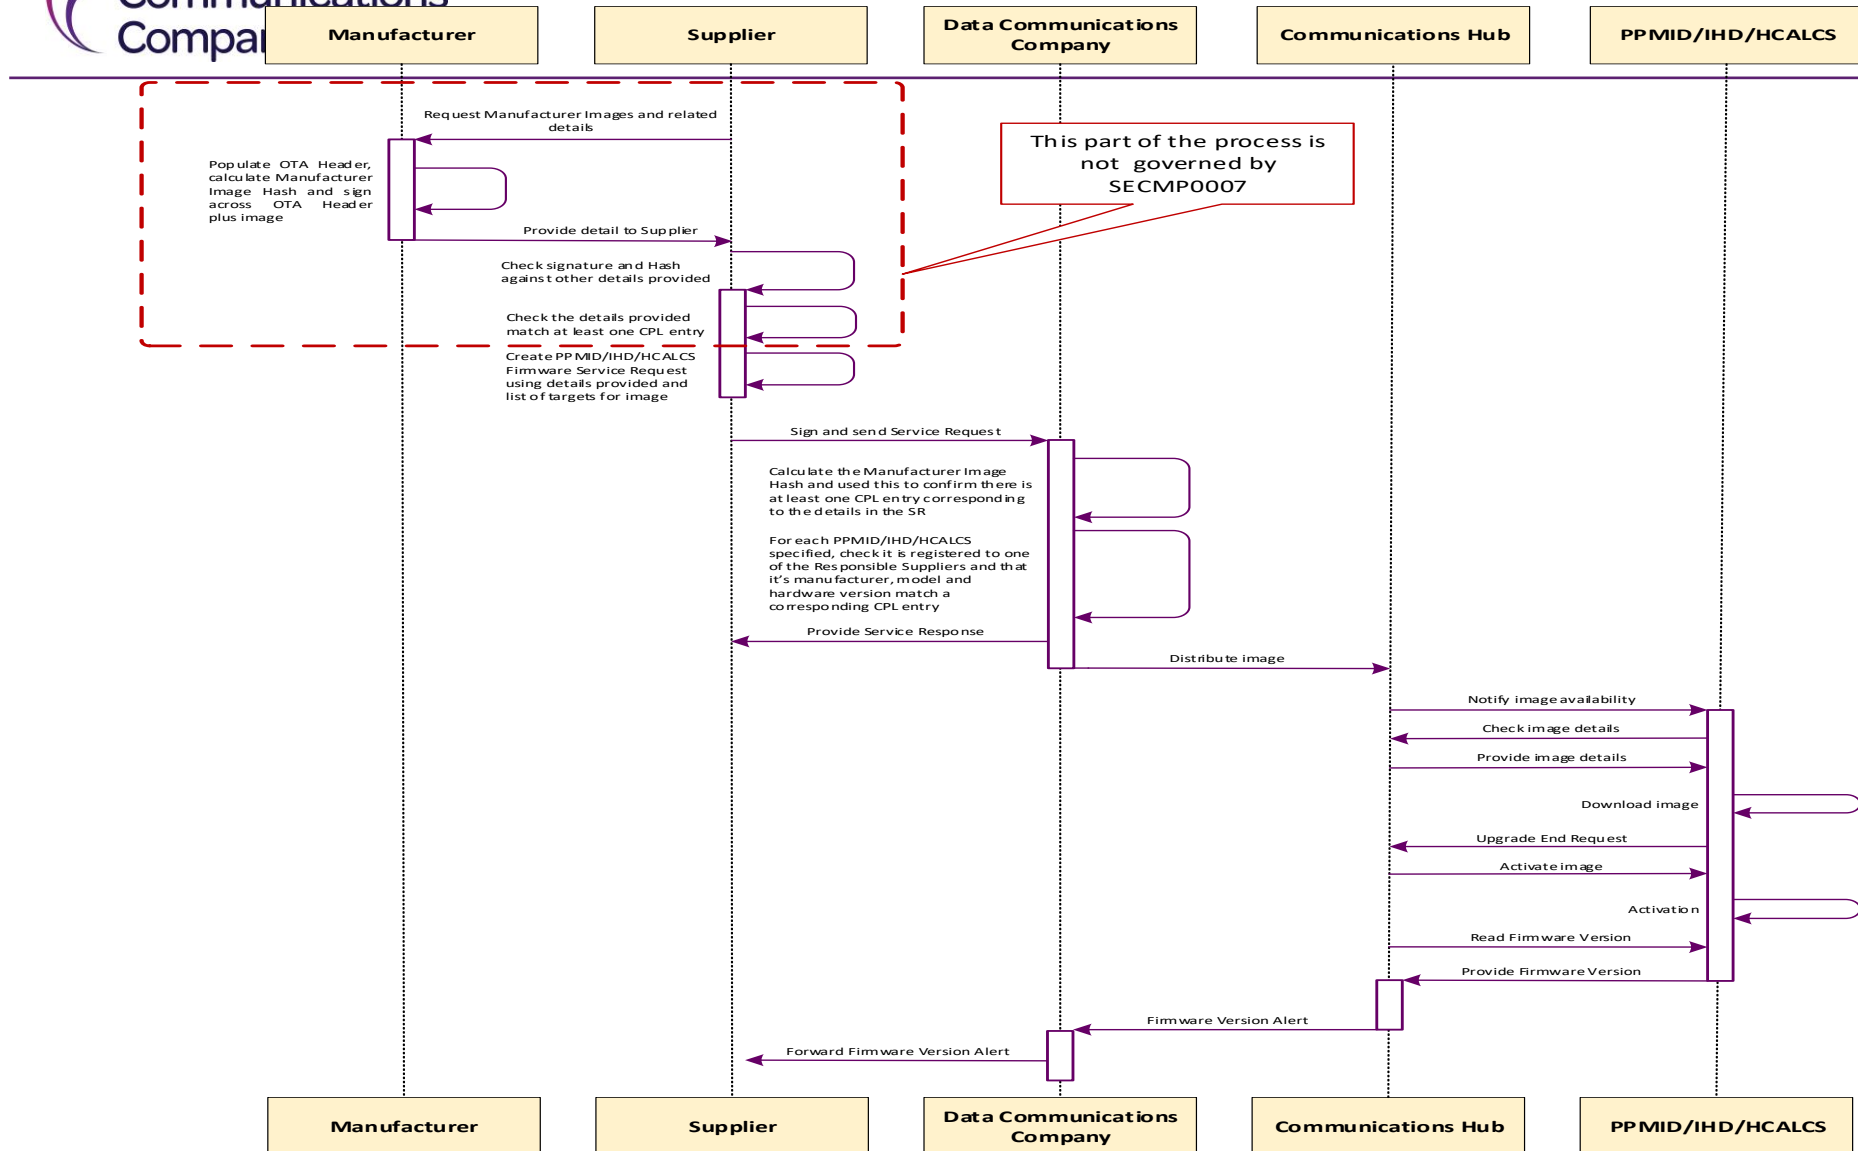 Communications
Company
Manufacturer
Supplier
Data Communications
Company
Communications Hub
PPMID/IHD/HCALCS
Request Manufacturer Images and related
details
This part of the process is
not governed by
SECMP0007
Populate OTA Header,
calculate Manufacturer
Image Hash and sign
across OTA Header
plus image
Provide detail to Supplier
Check signature and Hash
against other details provided
Check the details provided
match at least one CPL entry
Create PPMID/IHD/HCALCS
Firmware Service Request
using details provided and
list of targets for image
Sign and send Service Request
Calculate the Manufacturer Image
Hash and used this to confirm there is
at least one CPL entry corresponding
to the details in the SR
For each PPMID/IHD/HCALCS
specified, check it is registered to one
of the Responsible Suppliers and that
it's manufacturer, model and
hardware version match a
corresponding CPL entry
Provide Service Response
Distribute image
Notify image availability
Check image details
Provide image details
Download image
Upgrade End Request
Activate image
Activation
Read Firmware Version
Provide Firmware Version
Firmware Version Alert
Forward Firmware Version Alert
Manufacturer
Supplier
Data Communications
Company
Communications Hub
PPMID/IHD/HCALCS